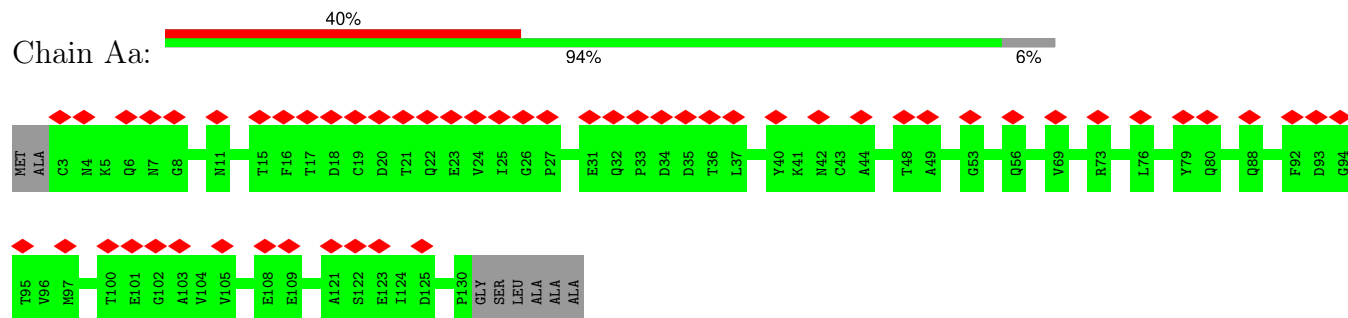 40%
Chain Aa:
94% 6%
MET ALA C3 N4 K5 Q6 N7 G8 N11 T15 F16 T17 D18 C19 D20 T21 Q22 E23 V24 I25 G26 P27 E31 Q32 P33 D34 D35 T36 L37 Y40 K41 N42 C43 A44 T48 A49 G53 Q56 V69 R73 L76 Y79 Q80 Q88 F92 D93 G94
T95 V96 M97 T100 E101 G102 A103 V104 V105 E108 E109 A121 S122 E123 I124 D125 P130 GLY SER LEU ALA ALA ALA